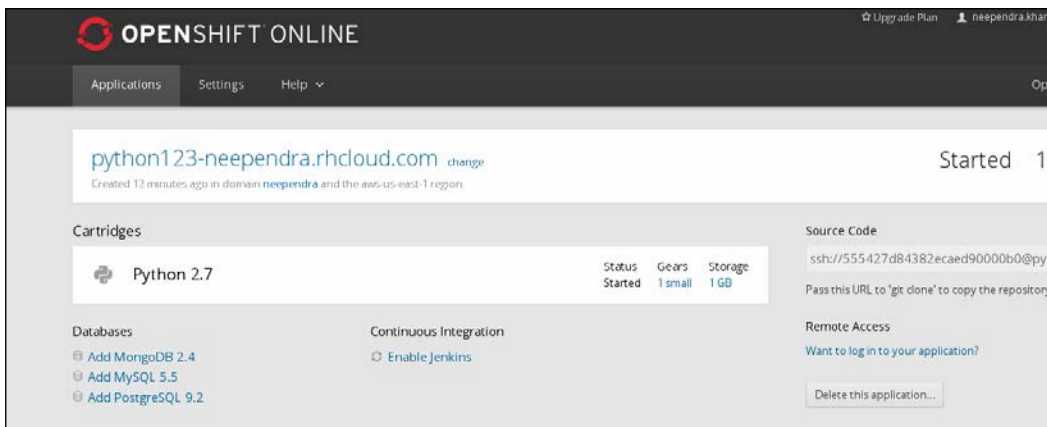 Upgrade Plan neependra.khar
OPENSHIFT ONLINE
Applications Settings Help Op
python123-neependra.rhcloud.com change
Started 1
Created 12 minutes ago in domain neependra and the aws-us-east-1 region
Cartridges
Python 2.7
Status Gears Storage
Started 1 small 1 GB
Databases
Add MongoDB 2.4
Add MySQL 5.5
Add PostgreSQL 9.2
Continuous Integration
Enable Jenkins
Source Code
ssh://555427d84382ecaed90000b0@py
Pass this URL to 'git clone' to copy the repository
Remote Access
Want to log in to your application?
Delete this application...